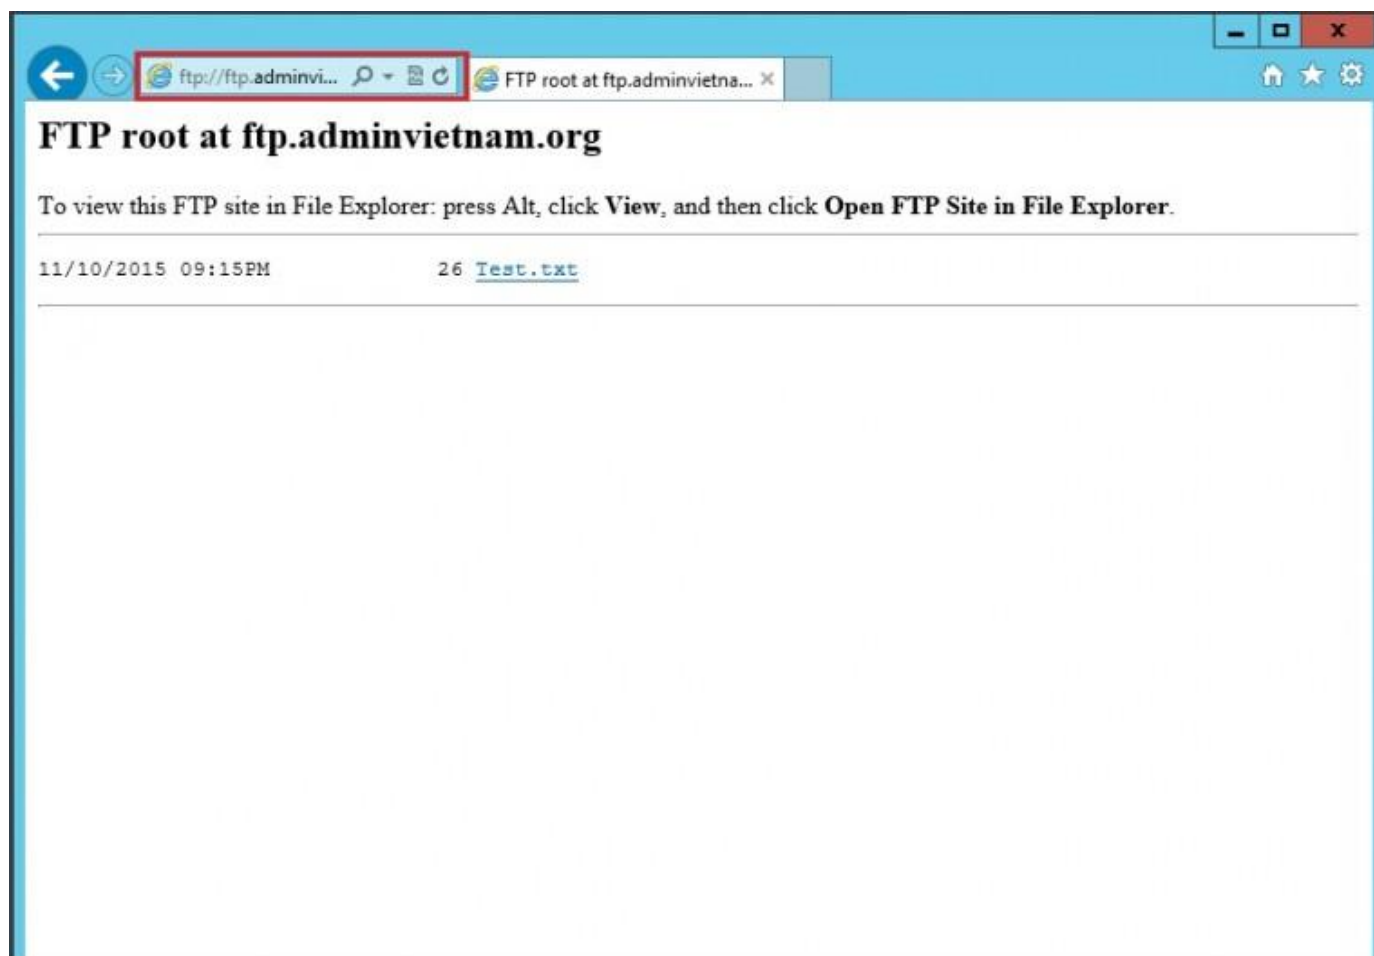 ftp://ftp.adminvi...
FTP root at ftp.adminvietna...
FTP root at ftp.adminvietnam.org
To view this FTP site in File Explorer: press Alt, click View, and then click Open FTP Site in File Explorer.
11/10/2015 09:15PM 26 Test.txt